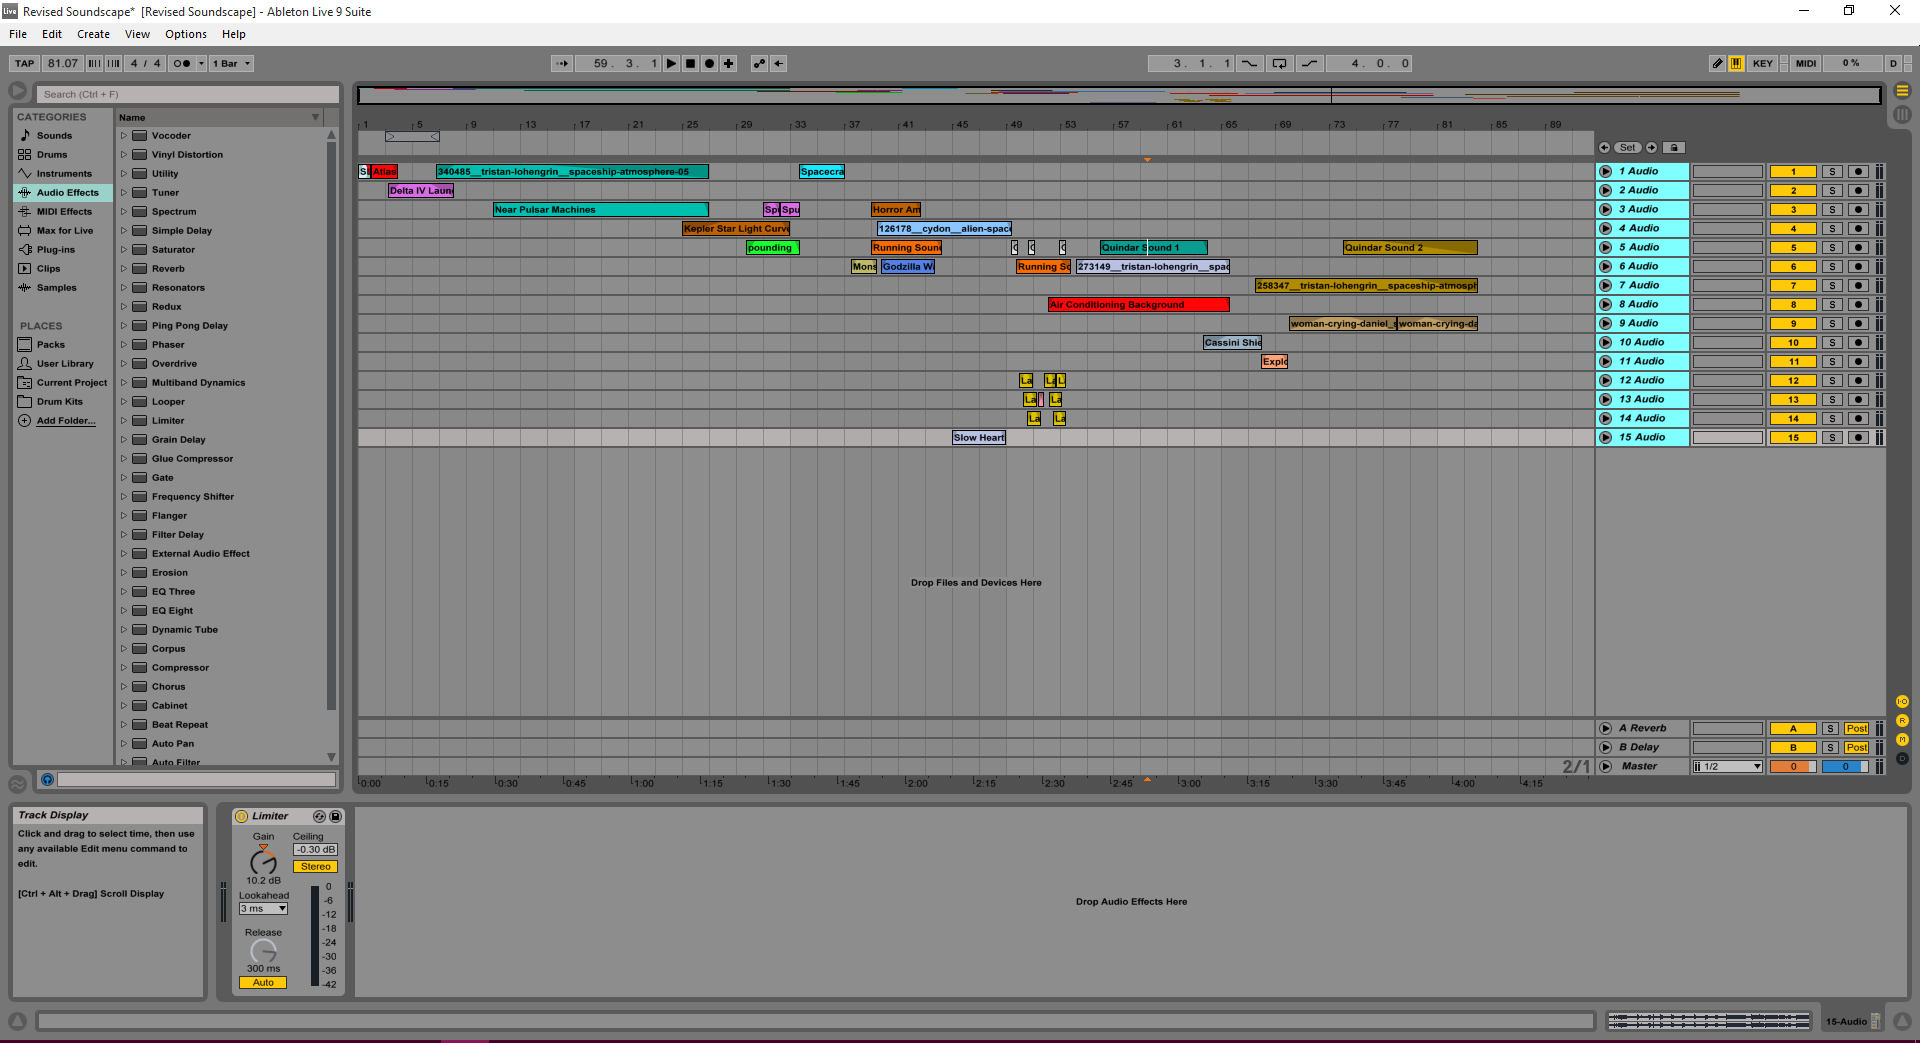 Revised Soundscape*  [Revised Soundscape] - Ableton Live 9 Suite
File Edit Create View Options Help
TAP 81.07 4 / 4 1 Bar 59. 3. 1 3. 1. 1 4. 0. 0 KEY MIDI 0 % D
Search (Ctrl + F)
CATEGORIES
Sounds
Drums
Instruments
Audio Effects
MIDI Effects
Max for Live
Plug-ins
Clips
Samples
PLACES
Packs
User Library
Current Project
Drum Kits
Add Folder...
Name
Vocoder
Vinyl Distortion
Utility
Tuner
Spectrum
Simple Delay
Saturator
Reverb
Resonators
Redux
Ping Pong Delay
Phaser
Overdrive
Multiband Dynamics
Looper
Limiter
Grain Delay
Glue Compressor
Gate
Frequency Shifter
Flanger
Filter Delay
External Audio Effect
Erosion
EQ Three
EQ Eight
Dynamic Tube
Corpus
Compressor
Chorus
Cabinet
Beat Repeat
Auto Pan
Auto Filter
1 5 9 13 17 21 25 29 33 37 41 45 49 53 57 61 65 69 73 77 81 85 89
Set
S Atlas 340485__tristan-lohengrin__spaceship-atmosphere-05 Spacecra 1 Audio 1 S
Delta IV Laun 2 Audio 2 S
Near Pulsar Machines Spu Spu Horror Am 3 Audio 3 S
Kepler Star Light Curve 126178__cydon__alien-space 4 Audio 4 S
pounding Running Soun Quindar Sound 1 Quindar Sound 2 5 Audio 5 S
Mons Godzilla Wa Running So 273149__tristan-lohengrin__spac 6 Audio 6 S
258347__tristan-lohengrin__spaceship-atmosph 7 Audio 7 S
Air Conditioning Background 8 Audio 8 S
woman-crying-daniel_s woman-crying-da 9 Audio 9 S
Cassini Shie 10 Audio 10 S
Explo 11 Audio 11 S
La La L 12 Audio 12 S
La La 13 Audio 13 S
La La 14 Audio 14 S
Slow Heart 15 Audio 15 S
Drop Files and Devices Here
A Reverb A S Post
B Delay B S Post
2/1 Master 1/2 0 0
0:00 0:15 0:30 0:45 1:00 1:15 1:30 1:45 2:00 2:15 2:30 2:45 3:00 3:15 3:30 3:45 4:00 4:15
Track Display
Click and drag to select time, then use
any available Edit menu command to
edit.
[Ctrl + Alt + Drag] Scroll Display
Limiter
Gain Ceiling
-0.30 dB
Stereo
10.2 dB
Lookahead
3 ms
Release
300 ms
Auto
0
-6
-12
-18
-24
-30
-36
-42
Drop Audio Effects Here
15-Audio